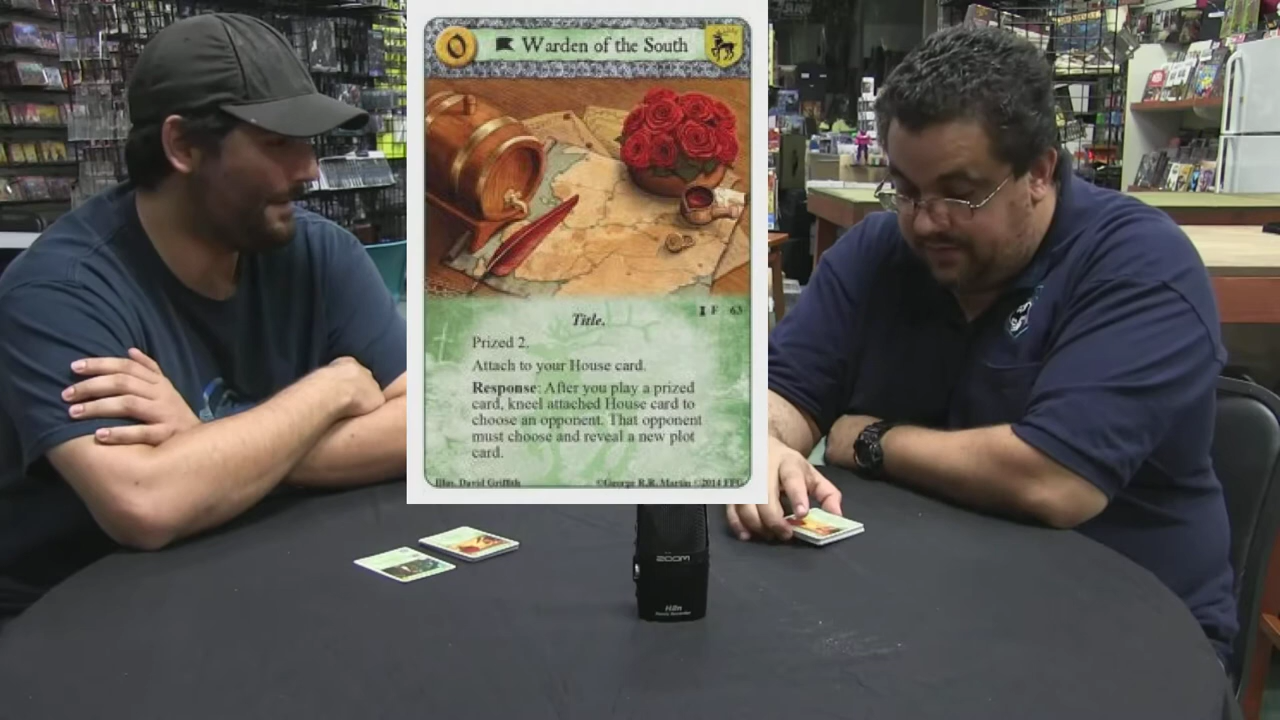 0
Warden of the South
F 63
Title.
Prized 2.
Attach to your House card.
Response: After you play a prized
card, kneel attached House card to
choose an opponent. That opponent
must choose and reveal a new plot
card.
Illus. David Griffith ©George R.R. Martin ©2014 FFG
ZOOM
H2n